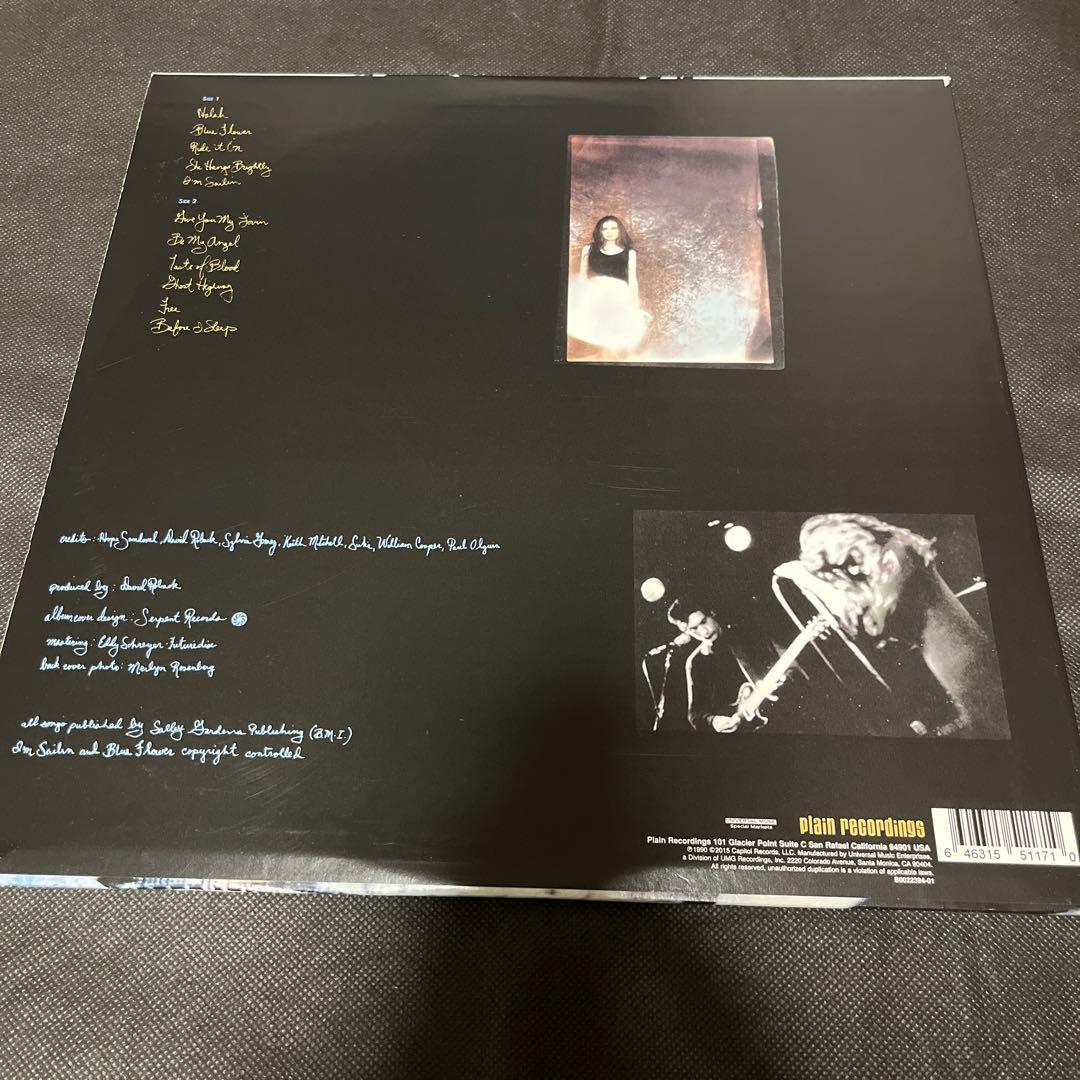 Side 1
Halah
Blue Flower
Ride it On
She Hangs Brightly
I'm Sailin
Side 2
Give You My Lovin
Be My Angel
Taste of Blood
Ghost Highway
Free
Before I Sleep
credits: Hope Sandoval, David Roback, Sylvia Gomez, Keith Mitchell, Suki, William Cooper, Paul Olguin
produced by: David Roback
album cover design: Serpent Records
mastering: Eddy Schreyer Futuredisc
back cover photo: Merlyn Rosenberg
all songs published by Salley Gardens Publishing (B.M.I.)
I'm Sailin and Blue Flower copyright controlled
UNIVERSAL MUSIC
Special Markets
plain recordings
Plain Recordings 101 Glacier Point Suite C San Rafael California 94901 USA
℗1990 ©2015 Capitol Records, LLC. Manufactured by Universal Music Enterprises,
a Division of UMG Recordings, Inc. 2220 Colorado Avenue, Santa Monica, CA 90404.
All rights reserved, unauthorized duplication is a violation of applicable laws.
B0022394-01
6 46315 51171 0